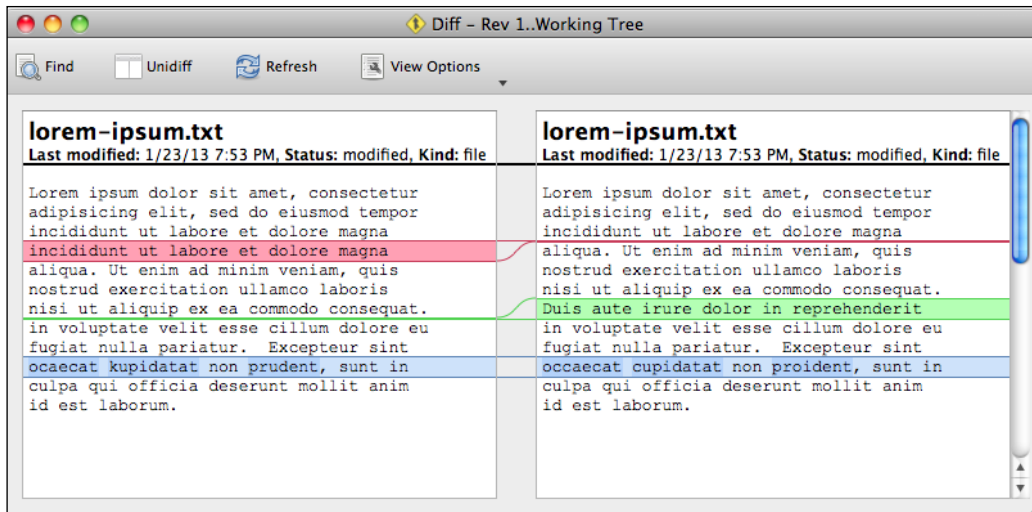 Diff – Rev 1..Working Tree
Find Unidiff Refresh View Options
lorem-ipsum.txt
Last modified: 1/23/13 7:53 PM, Status: modified, Kind: file
Lorem ipsum dolor sit amet, consectetur
adipisicing elit, sed do eiusmod tempor
incididunt ut labore et dolore magna
incididunt ut labore et dolore magna
aliqua. Ut enim ad minim veniam, quis
nostrud exercitation ullamco laboris
nisi ut aliquip ex ea commodo consequat.
in voluptate velit esse cillum dolore eu
fugiat nulla pariatur.  Excepteur sint
ocaecat kupidatat non prudent, sunt in
culpa qui officia deserunt mollit anim
id est laborum.
lorem-ipsum.txt
Last modified: 1/23/13 7:53 PM, Status: modified, Kind: file
Lorem ipsum dolor sit amet, consectetur
adipisicing elit, sed do eiusmod tempor
incididunt ut labore et dolore magna
aliqua. Ut enim ad minim veniam, quis
nostrud exercitation ullamco laboris
nisi ut aliquip ex ea commodo consequat.
Duis aute irure dolor in reprehenderit
in voluptate velit esse cillum dolore eu
fugiat nulla pariatur.  Excepteur sint
occaecat cupidatat non proident, sunt in
culpa qui officia deserunt mollit anim
id est laborum.